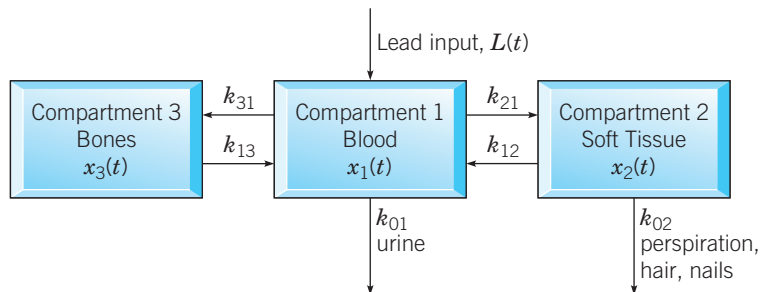 Lead input, L(t)
Compartment 3
Bones
x₃(t)
k₃₁
k₁₃
Compartment 1
Blood
x₁(t)
k₂₁
k₁₂
Compartment 2
Soft Tissue
x₂(t)
k₀₁
urine
k₀₂
perspiration,
hair, nails